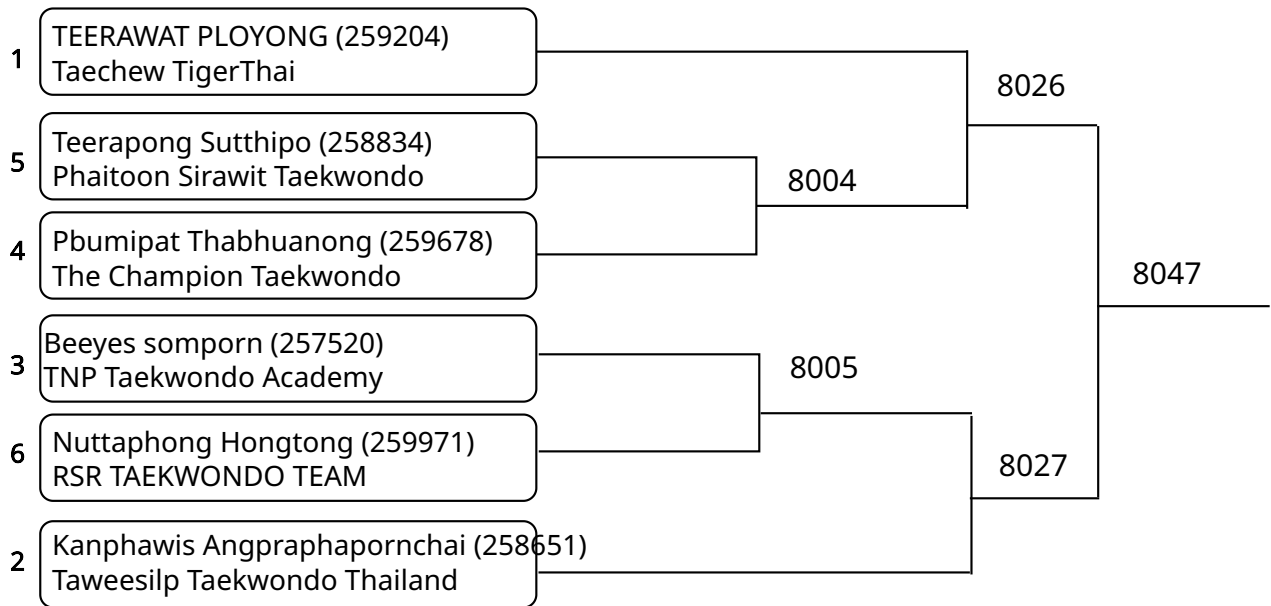 1
TEERAWAT PLOYONG (259204)
Taechew TigerThai
8026
5
Teerapong Sutthipo (258834)
Phaitoon Sirawit Taekwondo
8004
4
Pbumipat Thabhuanong (259678)
The Champion Taekwondo
8047
3
Beeyes somporn (257520)
TNP Taekwondo Academy
8005
6
Nuttaphong Hongtong (259971)
RSR TAEKWONDO TEAM
8027
2
Kanphawis Angpraphapornchai (258651)
Taweesilp Taekwondo Thailand